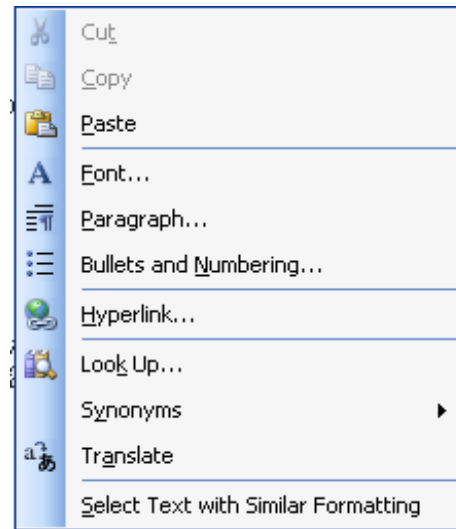 Cut
Copy
Paste
Font...
Paragraph...
Bullets and Numbering...
Hyperlink...
Look Up...
Synonyms
Translate
Select Text with Similar Formatting